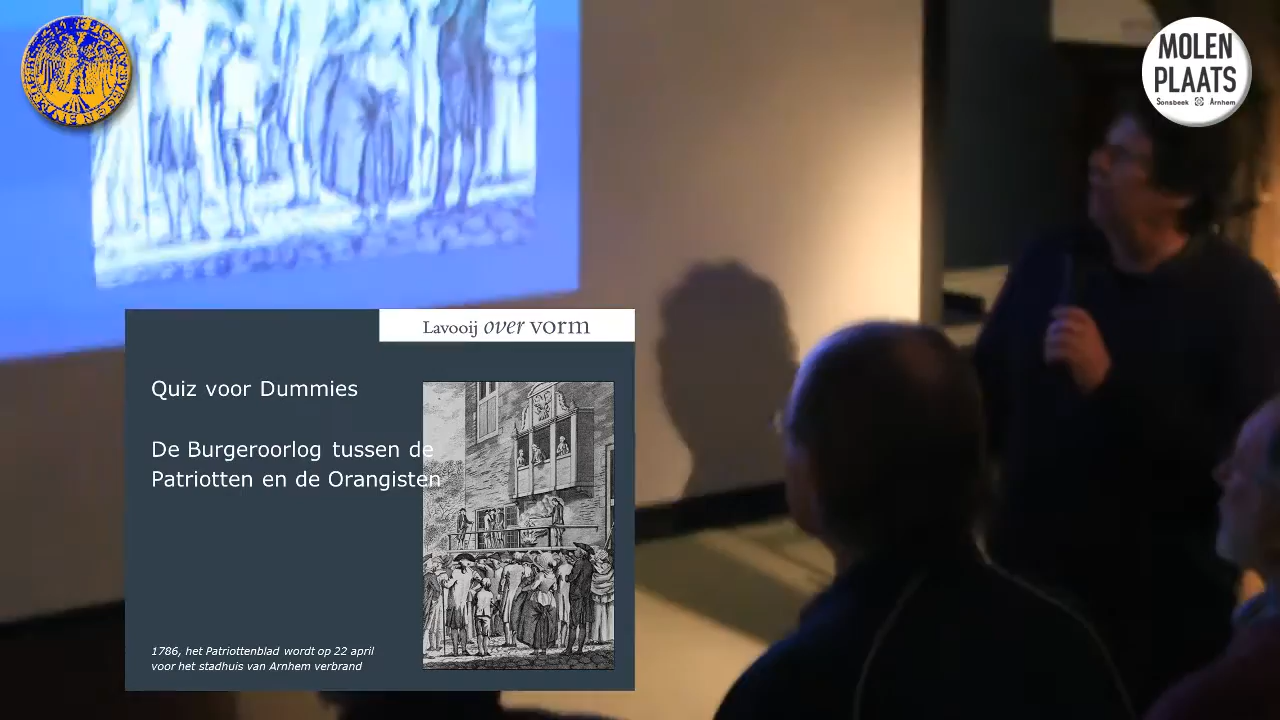 MOLEN
PLAATS
Sonsbeek Arnhem
Lavooij over vorm
Quiz voor Dummies
De Burgeroorlog tussen de
Patriotten en de Orangisten
1786, het Patriottenblad wordt op 22 april
voor het stadhuis van Arnhem verbrand